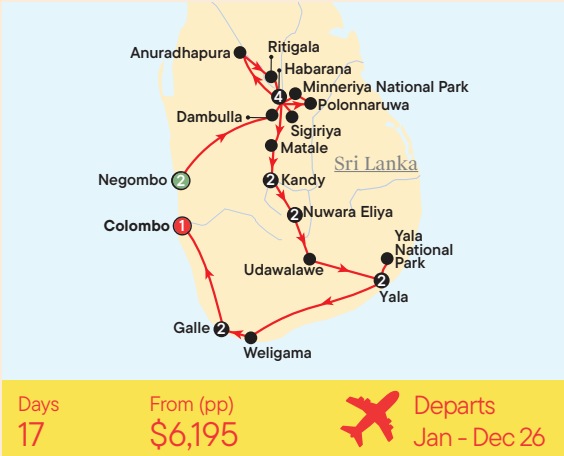 Ritigala
Anuradhapura
Habarana
4
Minneriya National Park
Polonnaruwa
Dambulla
Sigiriya
Matale
Sri Lanka
Negombo 2
2 Kandy
2 Nuwara Eliya
Colombo 1
Yala
National
Park
Udawalawe
2
Yala
Galle 2
Weligama
Days
17
From (pp)
$6,195
Departs
Jan - Dec 26